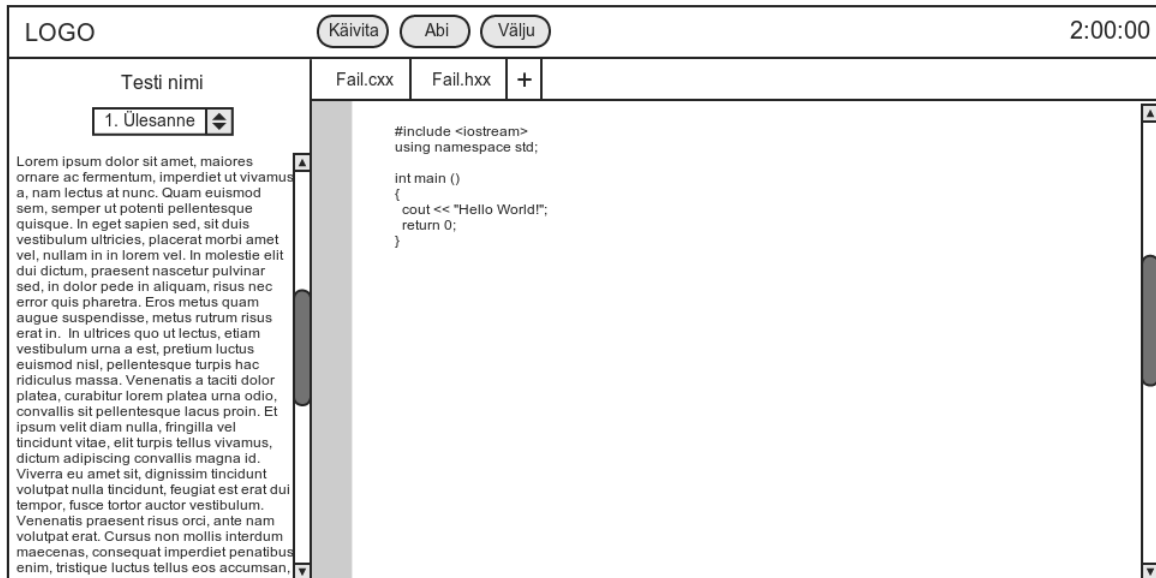 LOGO
Käivita
Abi
Välju
2:00:00
Testi nimi
1. Ülesanne
Lorem ipsum dolor sit amet, maiores
ornare ac fermentum, imperdiet ut vivamus
a, nam lectus at nunc. Quam euismod
sem, semper ut potenti pellentesque
quisque. In eget sapien sed, sit duis
vestibulum ultricies, placerat morbi amet
vel, nullam in in lorem vel. In molestie elit
dui dictum, praesent nascetur pulvinar
sed, in dolor pede in aliquam, risus nec
error quis pharetra. Eros metus quam
augue suspendisse, metus rutrum risus
erat in.  In ultrices quo ut lectus, etiam
vestibulum urna a est, pretium luctus
euismod nisl, pellentesque turpis hac
ridiculus massa. Venenatis a taciti dolor
platea, curabitur lorem platea urna odio,
convallis sit pellentesque lacus proin. Et
ipsum velit diam nulla, fringilla vel
tincidunt vitae, elit turpis tellus vivamus,
dictum adipiscing convallis magna id.
Viverra eu amet sit, dignissim tincidunt
volutpat nulla tincidunt, feugiat est erat dui
tempor, fusce tortor auctor vestibulum.
Venenatis praesent risus orci, ante nam
volutpat erat. Cursus non mollis interdum
maecenas, consequat imperdiet penatibus
enim, tristique luctus tellus eos accumsan,
Fail.cxx
Fail.hxx
+
#include <iostream>
using namespace std;
int main ()
{
cout << "Hello World!";
return 0;
}